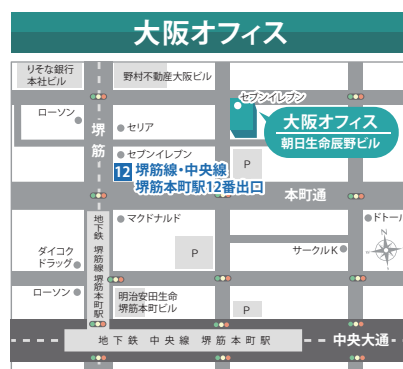 大阪オフィス
りそな銀行
本社ビル
野村不動産大阪ビル
セブンイレブン
ローソン
堺筋
セリア
大阪オフィス
朝日生命辰野ビル
セブンイレブン
P
12 堺筋線・中央線
堺筋本町駅12番出口
本町通
マクドナルド
ドトール
地下鉄 堺筋線 堺筋本町駅
P
サークルK
N
ダイコク
ドラッグ
ローソン
明治安田生命
堺筋本町ビル
P
地下鉄 中央線 堺筋本町駅
中央大通